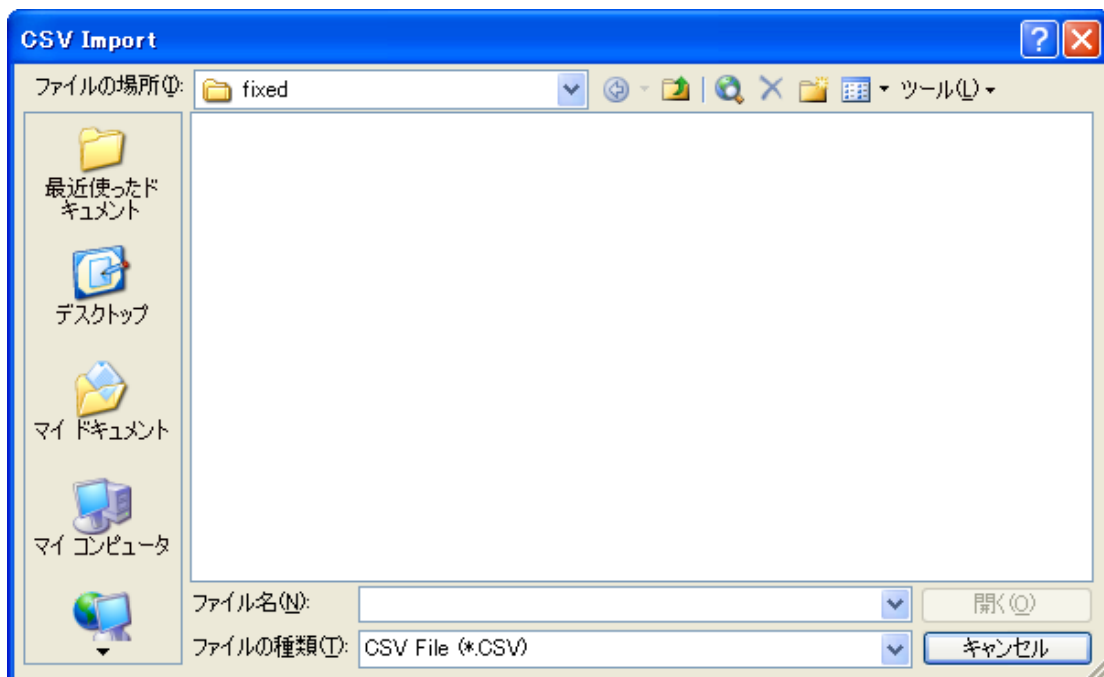 CSV Import
ファイルの場所(I):
fixed
ツール(L)
最近使ったド
キュメント
デスクトップ
マイ ドキュメント
マイ コンピュータ
ファイル名(N):
開く(O)
ファイルの種類(T):
CSV File (*.CSV)
キャンセル